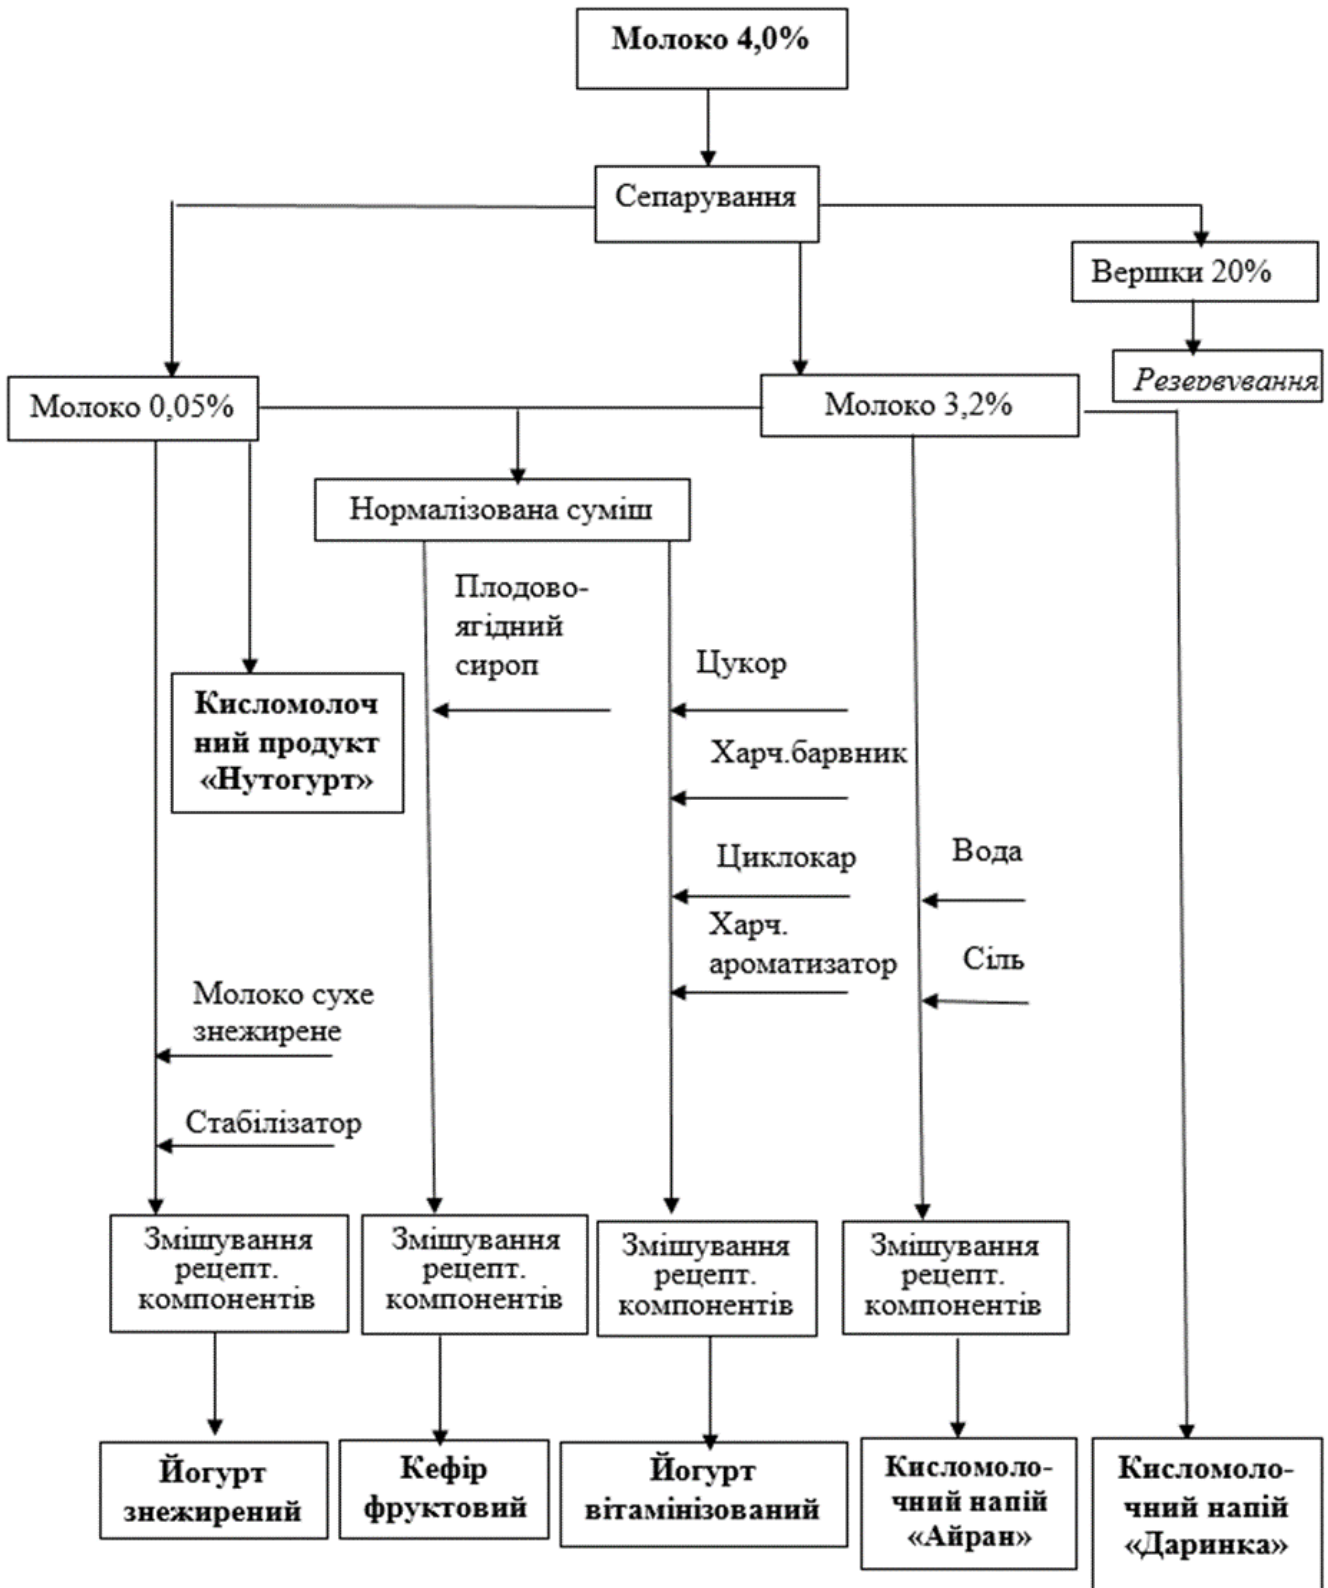 Молоко 4,0%
Сепарування
Вершки 20%
Резервування
Молоко 0,05%
Молоко 3,2%
Нормалізована суміш
Плодово-
ягідний
сироп
Цукор
Кисломолоч
ний продукт
«Нутогурт»
Харч.барвник
Циклокар
Вода
Харч.
ароматизатор
Сіль
Молоко сухе
знежирене
Стабілізатор
Змішування
рецепт.
компонентів
Змішування
рецепт.
компонентів
Змішування
рецепт.
компонентів
Змішування
рецепт.
компонентів
Йогурт
знежирений
Кефір
фруктовий
Йогурт
вітамінізований
Кисломоло-
чний напій
«Айран»
Кисломоло-
чний напій
«Даринка»